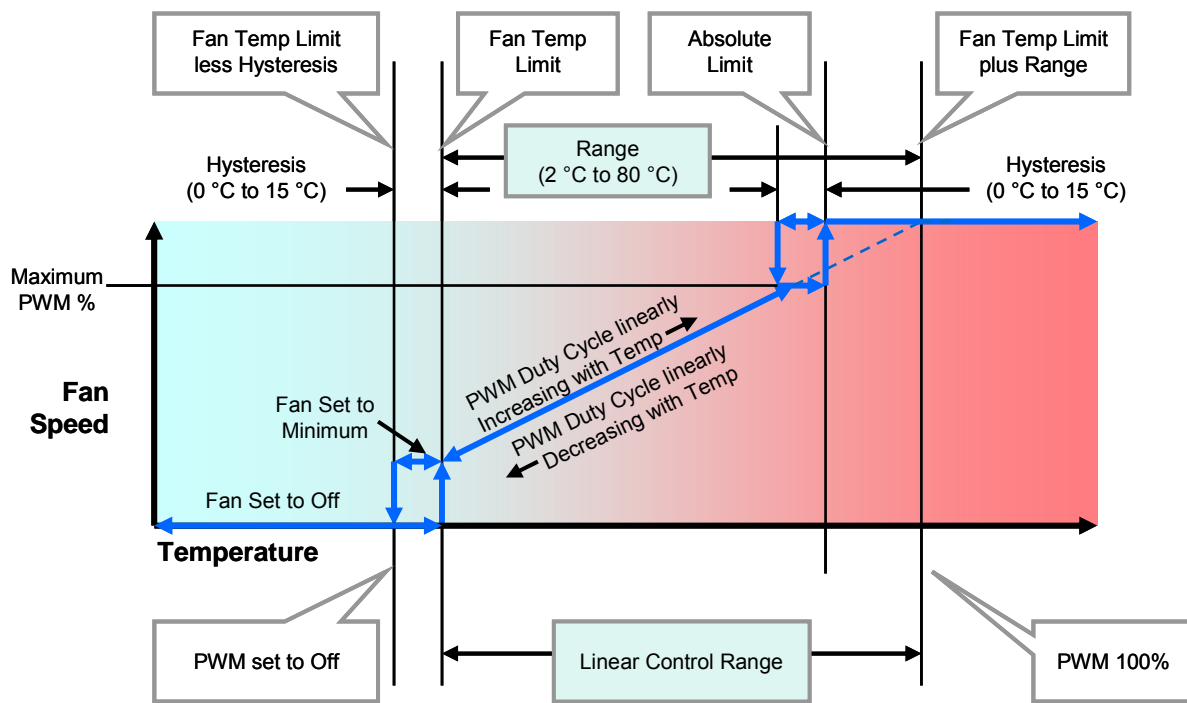 Fan Temp Limit
less Hysteresis
Fan Temp
Limit
Absolute
Limit
Fan Temp Limit
plus Range
Hysteresis
(0 °C to 15 °C)
Range
(2 °C to 80 °C)
Hysteresis
(0 °C to 15 °C)
Maximum
PWM %
Fan
Speed
PWM Duty Cycle linearly
Increasing with Temp
PWM Duty Cycle linearly
Decreasing with Temp
Fan Set to
Minimum
Fan Set to Off
Temperature
PWM set to Off
Linear Control Range
PWM 100%